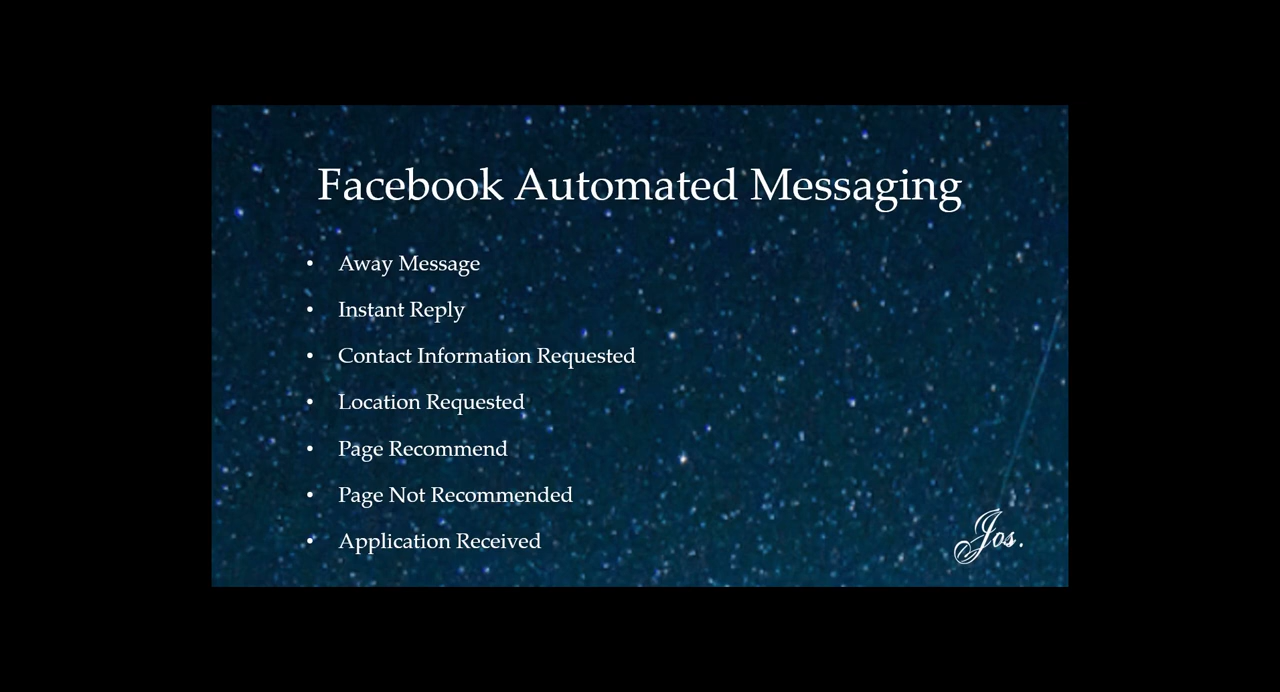 Facebook Automated Messaging
• Away Message
• Instant Reply
• Contact Information Requested
• Location Requested
• Page Recommend
• Page Not Recommended
• Application Received
Jos.